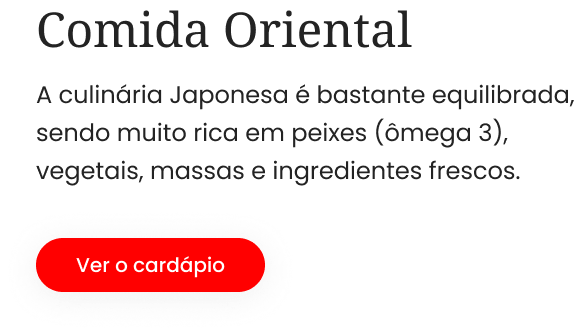 Comida Oriental
A culinária Japonesa é bastante equilibrada,
sendo muito rica em peixes (ômega 3),
vegetais, massas e ingredientes frescos.
Ver o cardápio